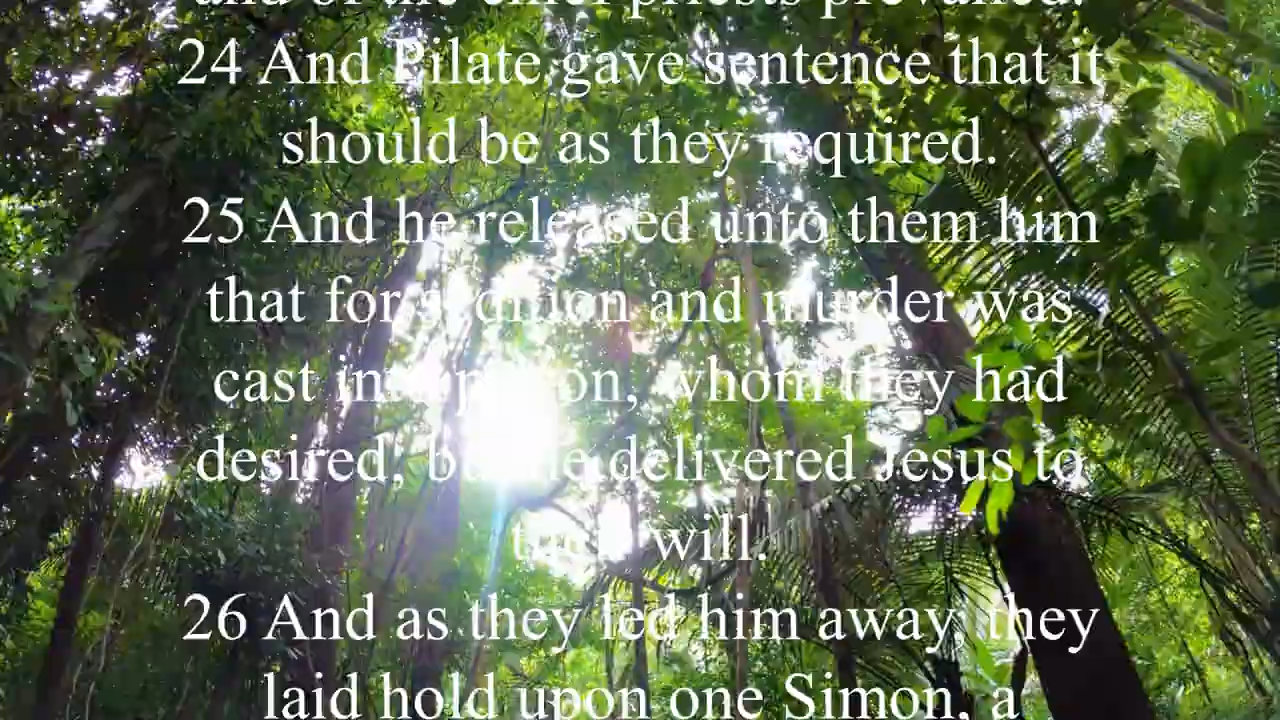 and of the chief priests prevailed.
24 And Pilate gave sentence that it
should be as they required.
25 And he released unto them him
that for sedition and murder was
cast into prison, whom they had
desired; but he delivered Jesus to
their will.
26 And as they led him away, they
laid hold upon one Simon, a